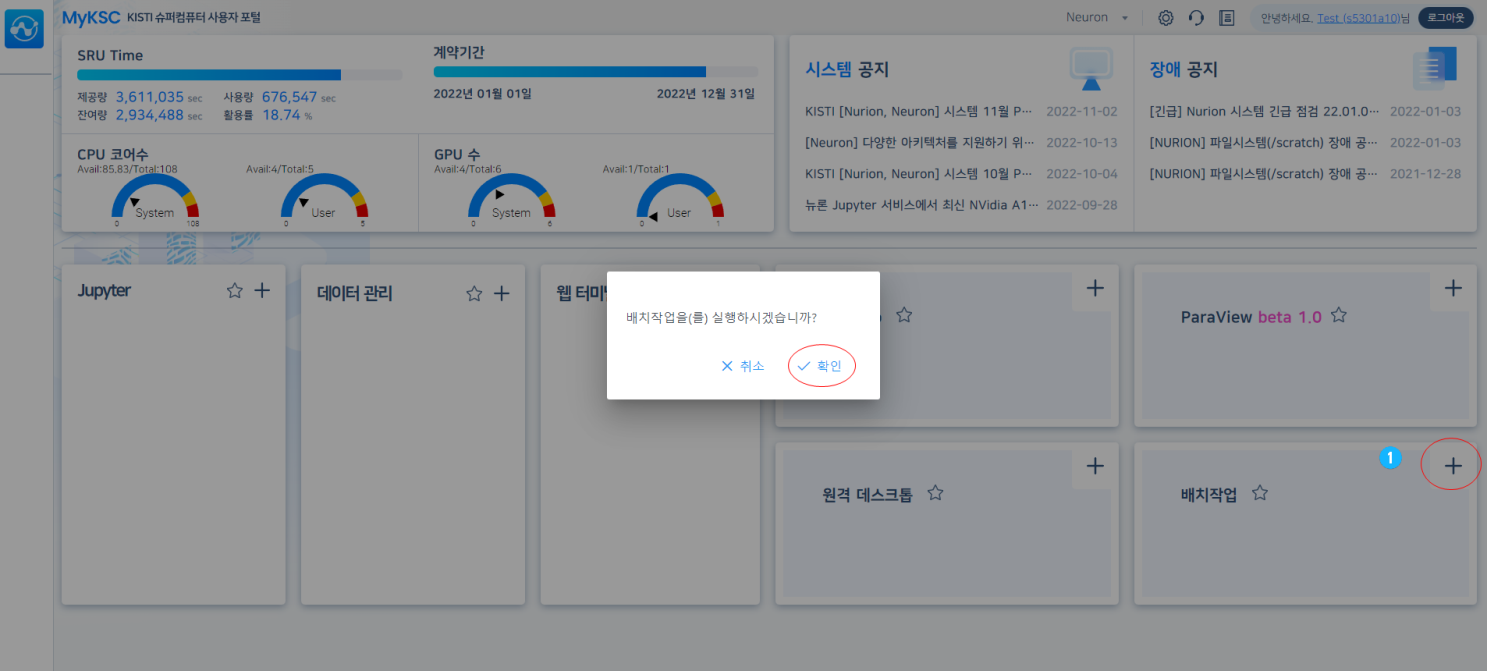 MyKSC KISTI 슈퍼컴퓨터 사용자 포털
Neuron
안녕하세요. Test (s5301a10)님
로그아웃
SRU Time
제공량 3,611,035 sec 사용량 676,547 sec
잔여량 2,934,488 sec 활용률 18.74 %
계약기간
2022년 01월 01일 2022년 12월 31일
CPU 코어수
Avail:85.83/Total:108 Avail:4/Total:5
System User
0 108 0 5
GPU 수
Avail:4/Total:6 Avail:1/Total:1
System User
0 6 0 1
시스템 공지
KISTI [Nurion, Neuron] 시스템 11월 P··· 2022-11-02
[Neuron] 다양한 아키텍처를 지원하기 위··· 2022-10-13
KISTI [Nurion, Neuron] 시스템 10월 P··· 2022-10-04
뉴론 Jupyter 서비스에서 최신 NVidia A1··· 2022-09-28
장애 공지
[긴급] Nurion 시스템 긴급 점검 22.01.0··· 2022-01-03
[NURION] 파일시스템(/scratch) 장애 공··· 2022-01-03
[NURION] 파일시스템(/scratch) 장애 공··· 2021-12-28
Jupyter
데이터 관리
웹 터미
ParaView beta 1.0
배치작업을(를) 실행하시겠습니까?
취소 확인
원격 데스크톱
1
배치작업